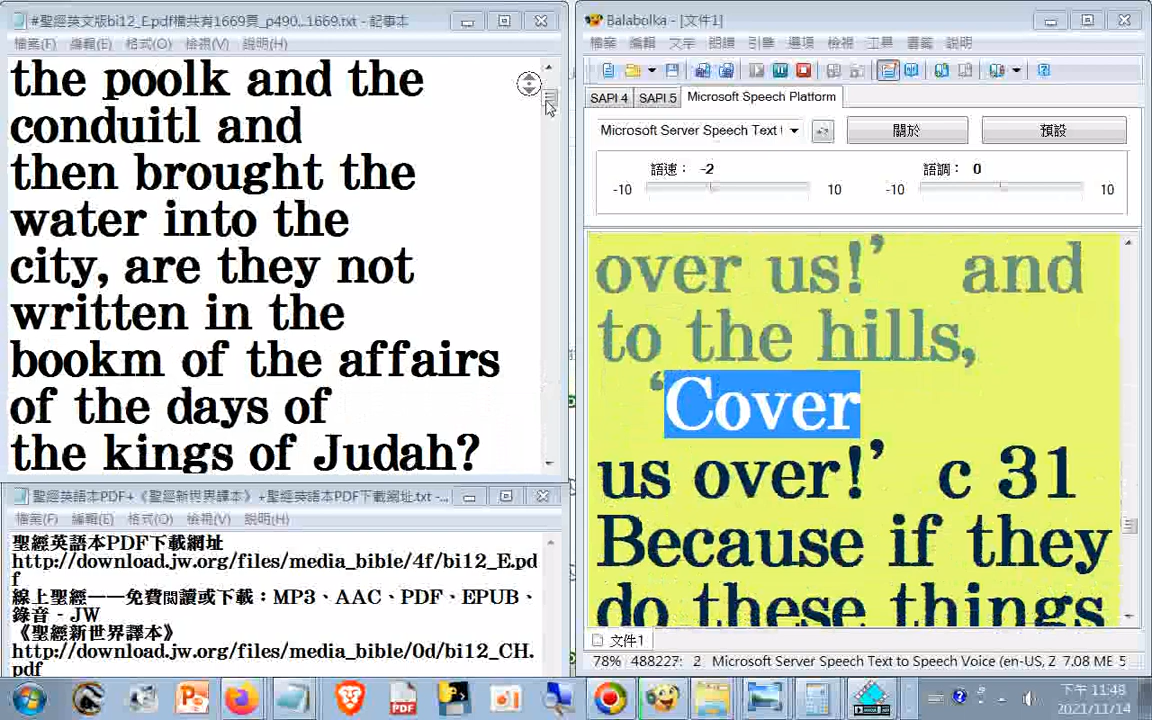 #聖經英文版bi12_E.pdf檔共有1669頁_p490...1669.txt - 記事本
檔案(F) 編輯(E) 格式(O) 檢視(V) 說明(H)
the poolk and the
conduitl and
then brought the
water into the
city, are they not
written in the
bookm of the affairs
of the days of
the kings of Judah?
聖經英語本PDF+《聖經新世界譯本》+聖經英語本PDF下載網址.txt - ...
檔案(F) 編輯(E) 格式(O) 檢視(V) 說明(H)
聖經英語本PDF下載網址
http://download.jw.org/files/media_bible/4f/bi12_E.pd
f
線上聖經——免費閱讀或下載：MP3、AAC、PDF、EPUB、
錄音 - JW
《聖經新世界譯本》
http://download.jw.org/files/media_bible/0d/bi12_CH.
pdf
Balabolka - [文件1]
檔案 編輯 文字 朗讀 引擎 選項 檢視 工具 書籤 說明
SAPI 4 SAPI 5 Microsoft Speech Platform
Microsoft Server Speech Text 關於 預設
語速： -2 語調： 0
-10 10 -10 10
over us!’ and
to the hills,
‘Cover
us over!’ c 31
Because if they
do these things
文件1
78% 488227: 2 Microsoft Server Speech Text to Speech Voice (en-US, Z 7.08 MB 5
下午 11:48
2021/11/14